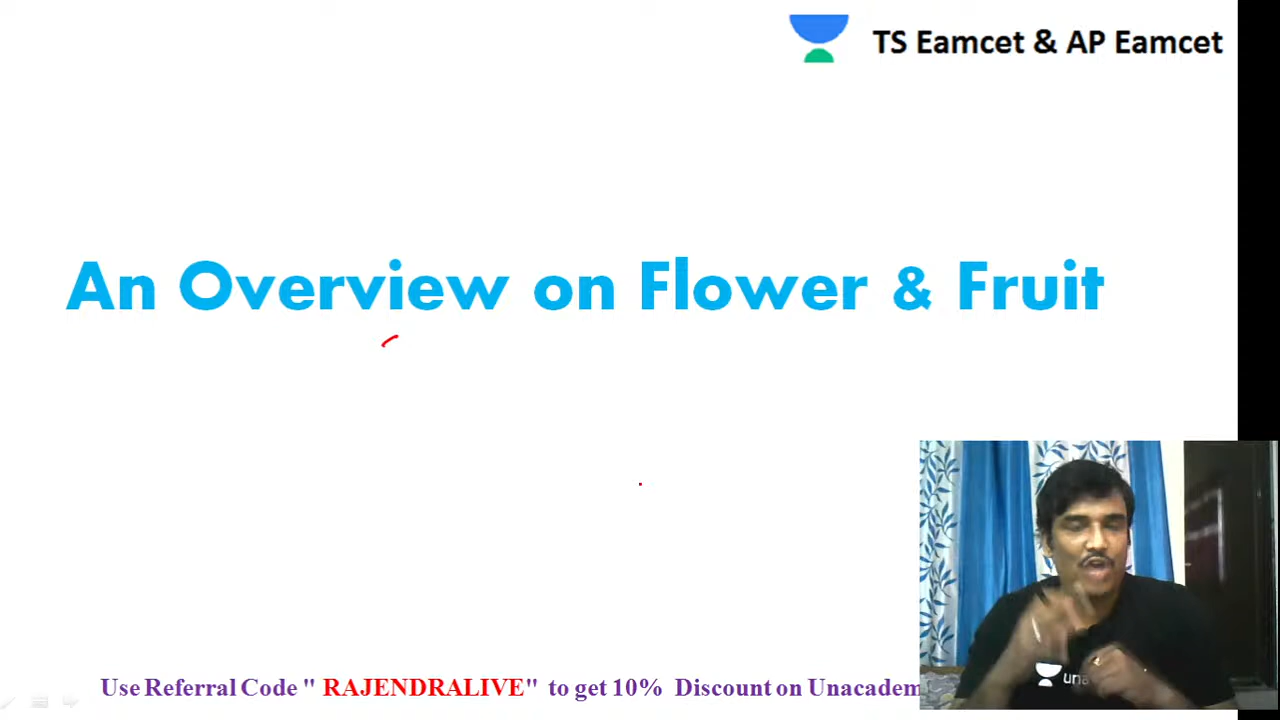 TS Eamcet & AP Eamcet
An Overview on Flower & Fruit
Use Referral Code " RAJENDRALIVE" to get 10% Discount on Unacadem
una